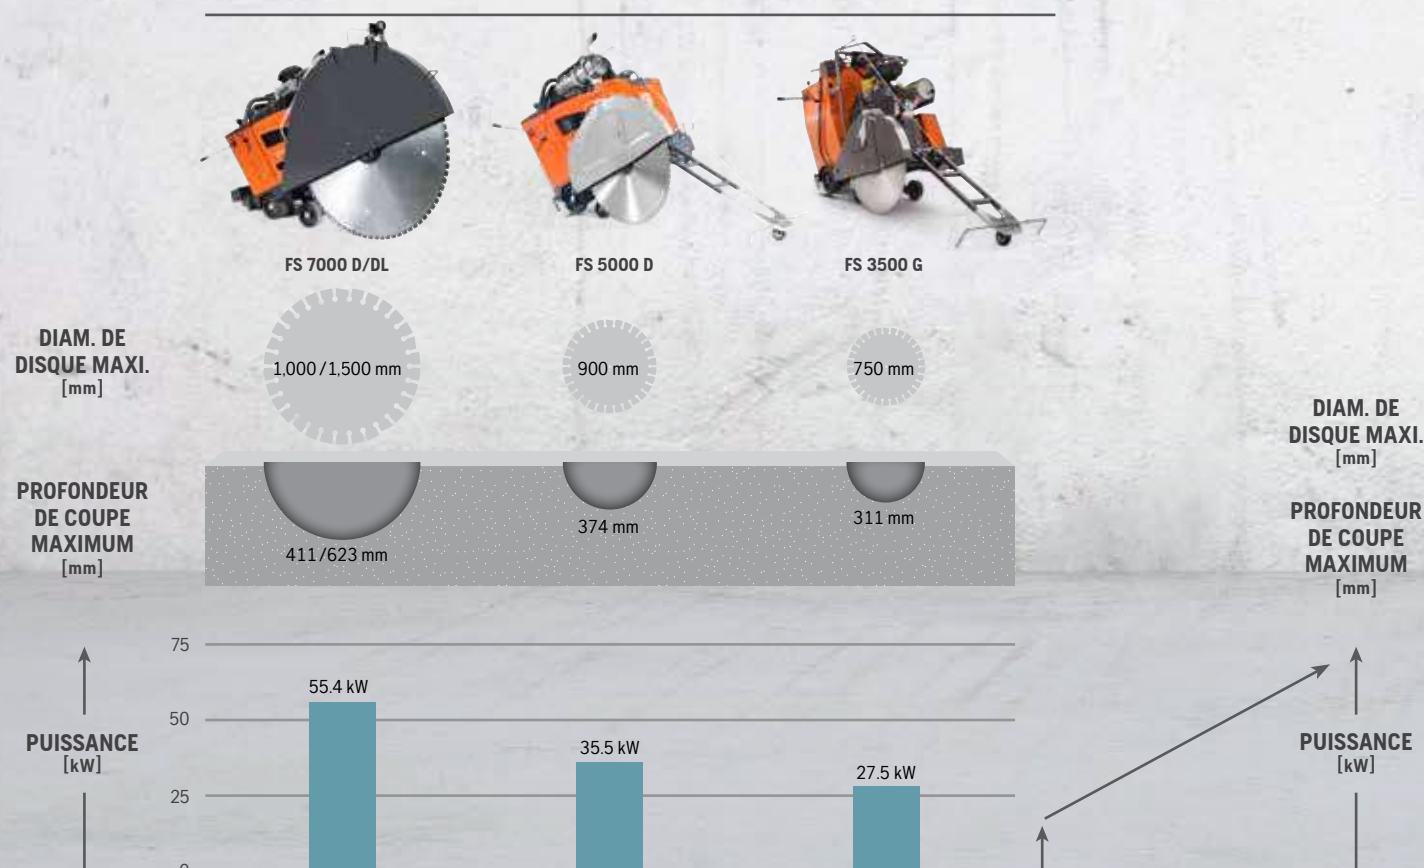 FS 7000 D/DL
FS 5000 D
FS 3500 G
DIAM. DE
DISQUE MAXI.
[mm]
1,000/1,500 mm
900 mm
750 mm
PROFONDEUR
DE COUPE
MAXIMUM
[mm]
411/623 mm
374 mm
311 mm
PUISSANCE
[kW]
75
50
25
0
55.4 kW
35.5 kW
27.5 kW
DIAM. DE
DISQUE MAXI.
[mm]
PROFONDEUR
DE COUPE
MAXIMUM
[mm]
PUISSANCE
[kW]